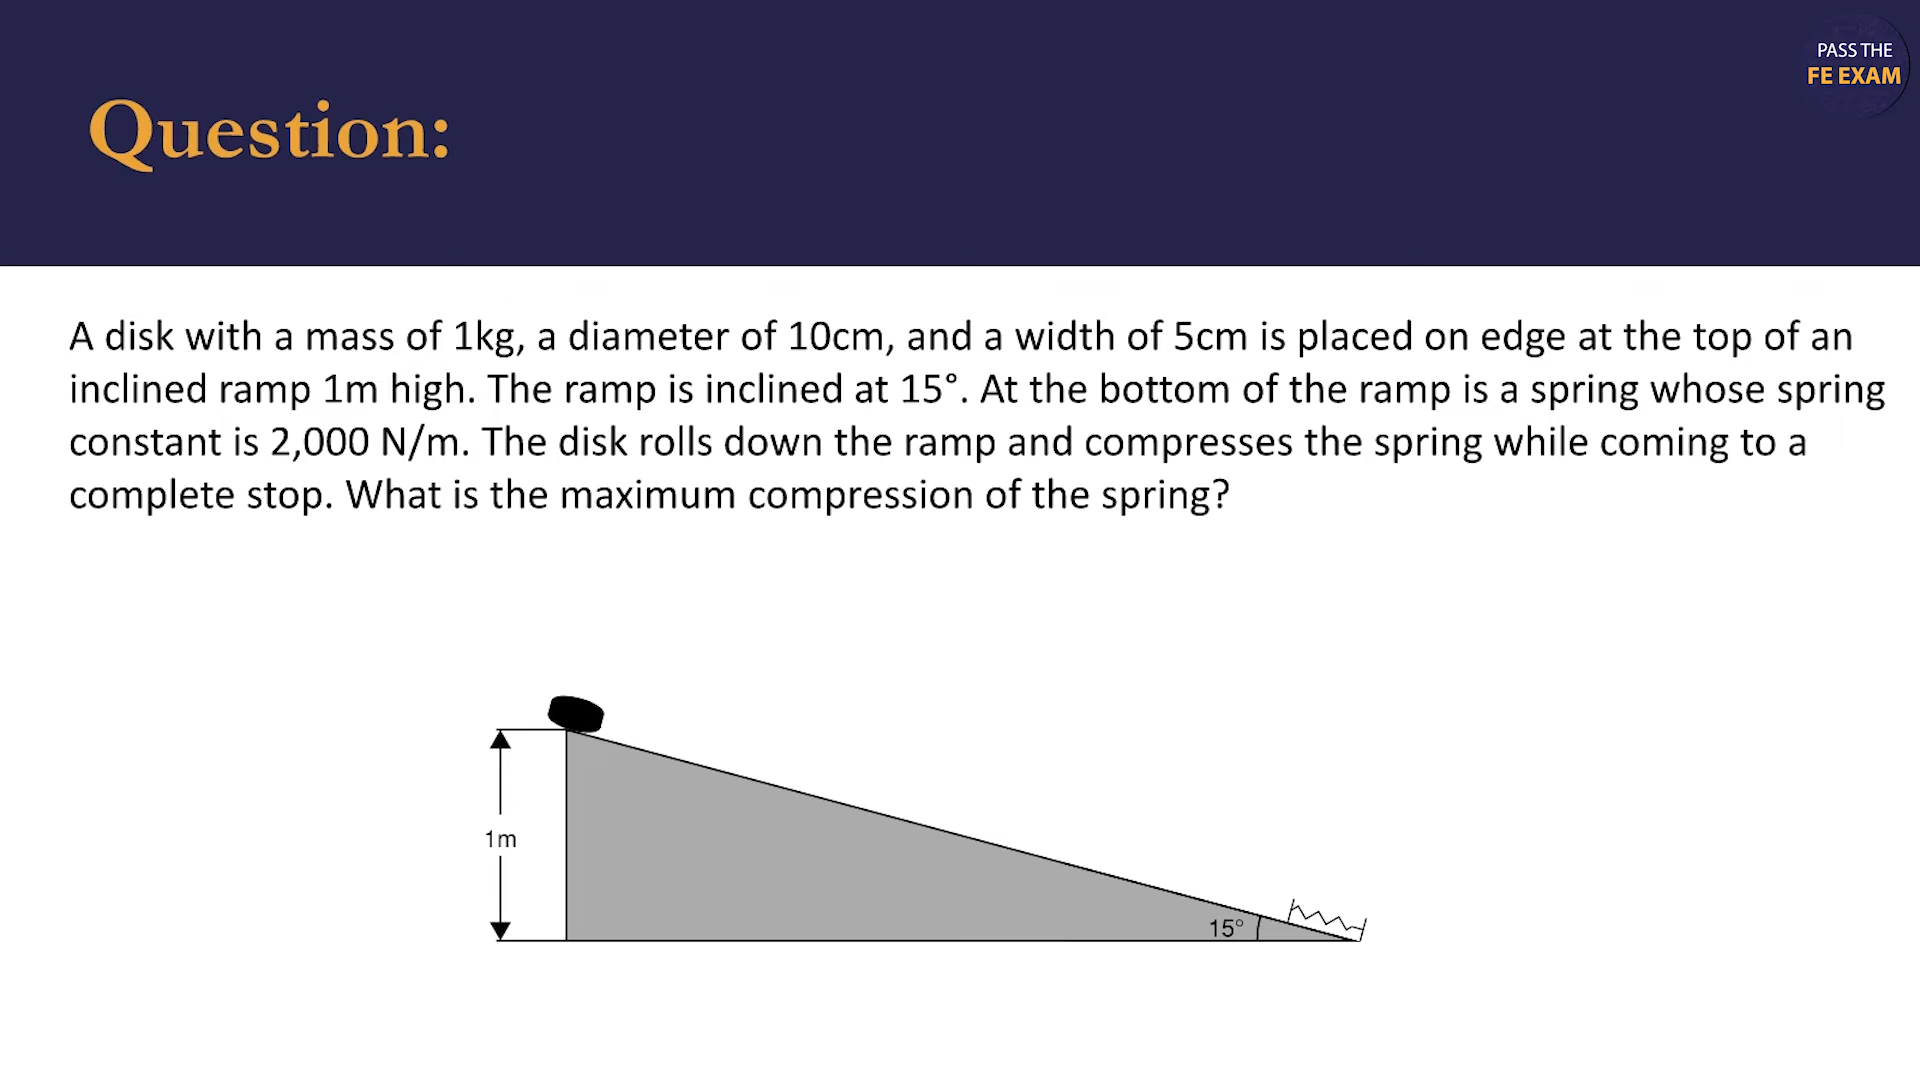 PASS THE
FE EXAM
Question:
A disk with a mass of 1kg, a diameter of 10cm, and a width of 5cm is placed on edge at the top of an
inclined ramp 1m high. The ramp is inclined at 15°. At the bottom of the ramp is a spring whose spring
constant is 2,000 N/m. The disk rolls down the ramp and compresses the spring while coming to a
complete stop. What is the maximum compression of the spring?
1m
15°